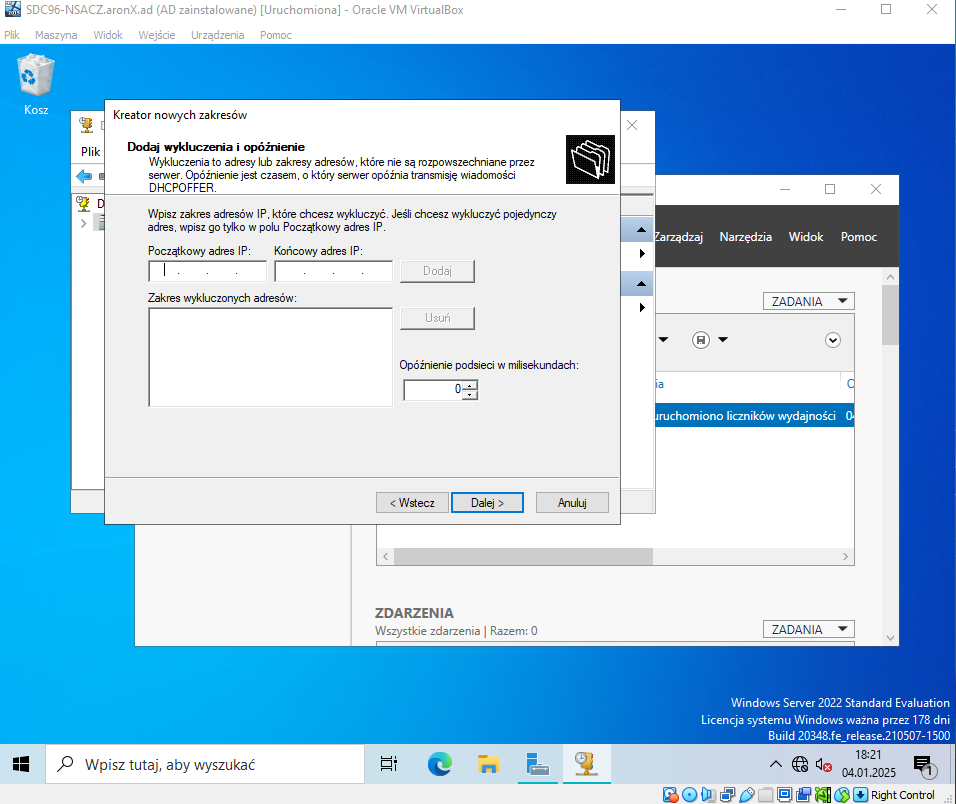 SDC96-NSACZ.aronX.ad (AD zainstalowane) [Uruchomiona] - Oracle VM VirtualBox
Plik Maszyna Widok Wejście Urządzenia Pomoc
Kosz
Kreator nowych zakresów
Dodaj wykluczenia i opóźnienie
Wykluczenia to adresy lub zakresy adresów, które nie są rozpowszechniane przez
serwer. Opóźnienie jest czasem, o który serwer opóźnia transmisję wiadomości
DHCPOFFER.
Plik
Wpisz zakres adresów IP, które chcesz wykluczyć. Jeśli chcesz wykluczyć pojedynczy
adres, wpisz go tylko w polu Początkowy adres IP.
Początkowy adres IP: Końcowy adres IP:
Dodaj
Zakres wykluczonych adresów:
Usuń
Opóźnienie podsieci w milisekundach:
0
< Wstecz Dalej > Anuluj
Zarządzaj Narzędzia Widok Pomoc
ZADANIA
uruchomiono liczników wydajności 04
ZDARZENIA
Wszystkie zdarzenia | Razem: 0
ZADANIA
Windows Server 2022 Standard Evaluation
Licencja systemu Windows ważna przez 178 dni
Build 20348.fe_release.210507-1500
Wpisz tutaj, aby wyszukać
18:21
04.01.2025
1
Right Control